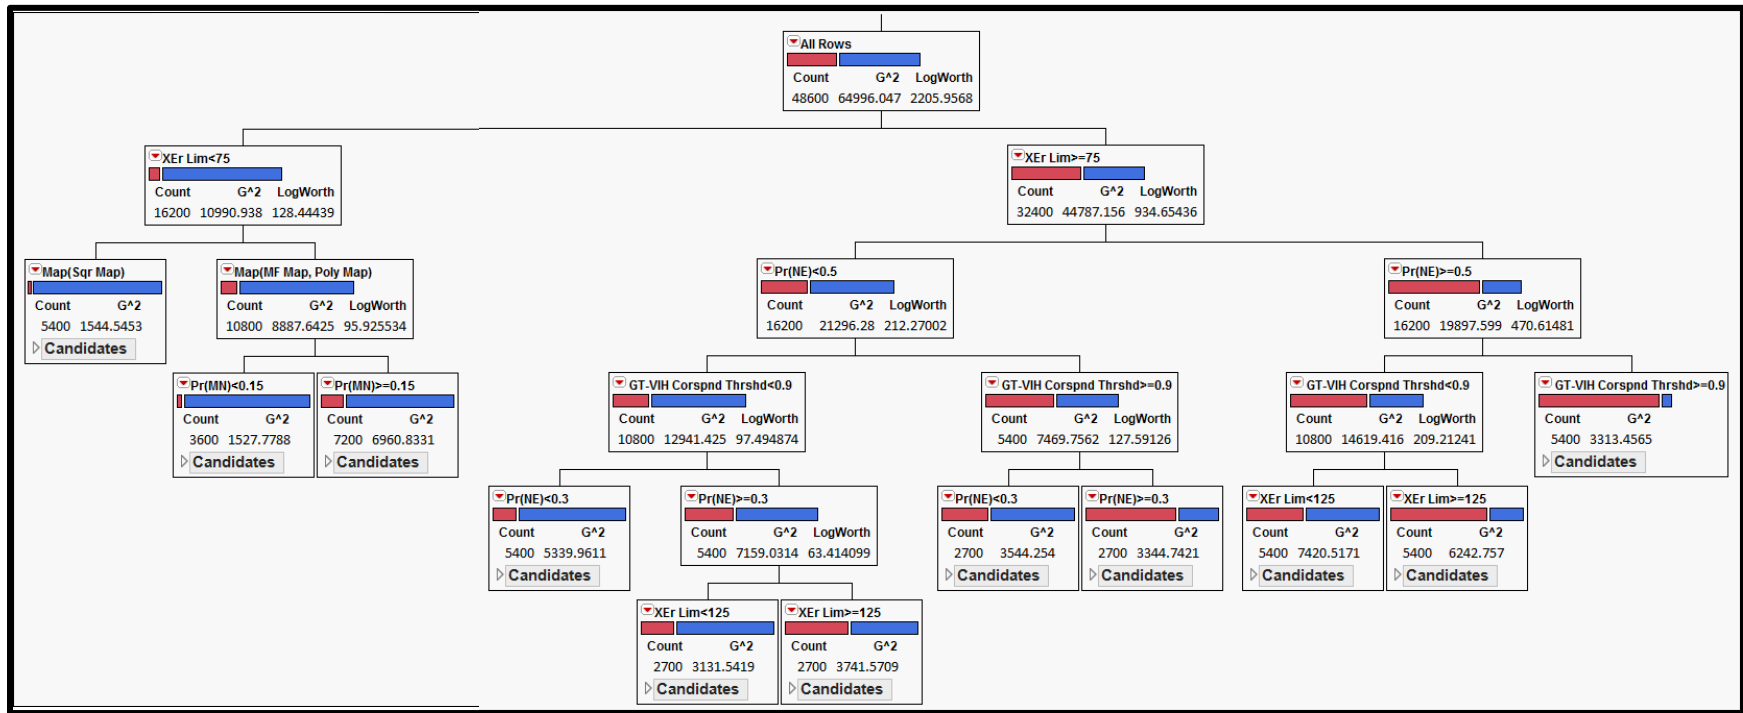 All Rows
Count G^2 LogWorth
48600 64996.047 2205.9568
XEr Lim<75
Count G^2 LogWorth
16200 10990.938 128.44439
XEr Lim>=75
Count G^2 LogWorth
32400 44787.156 934.65436
Map(Sqr Map)
Count G^2
5400 1544.5453
Candidates
Map(MF Map, Poly Map)
Count G^2 LogWorth
10800 8887.6425 95.925534
Pr(NE)<0.5
Count G^2 LogWorth
16200 21296.28 212.27002
Pr(NE)>=0.5
Count G^2 LogWorth
16200 19897.599 470.61481
Pr(MN)<0.15
Count G^2
3600 1527.7788
Candidates
Pr(MN)>=0.15
Count G^2
7200 6960.8331
Candidates
GT-VIH Corspnd Thrshd<0.9
Count G^2 LogWorth
10800 12941.425 97.494874
GT-VIH Corspnd Thrshd>=0.9
Count G^2 LogWorth
5400 7469.7562 127.59126
GT-VIH Corspnd Thrshd<0.9
Count G^2 LogWorth
10800 14619.416 209.21241
GT-VIH Corspnd Thrshd>=0.9
Count G^2
5400 3313.4565
Candidates
Pr(NE)<0.3
Count G^2
5400 5339.9611
Candidates
Pr(NE)>=0.3
Count G^2 LogWorth
5400 7159.0314 63.414099
Pr(NE)<0.3
Count G^2
2700 3544.254
Candidates
Pr(NE)>=0.3
Count G^2
2700 3344.7421
Candidates
XEr Lim<125
Count G^2
5400 7420.5171
Candidates
XEr Lim>=125
Count G^2
5400 6242.757
Candidates
XEr Lim<125
Count G^2
2700 3131.5419
Candidates
XEr Lim>=125
Count G^2
2700 3741.5709
Candidates